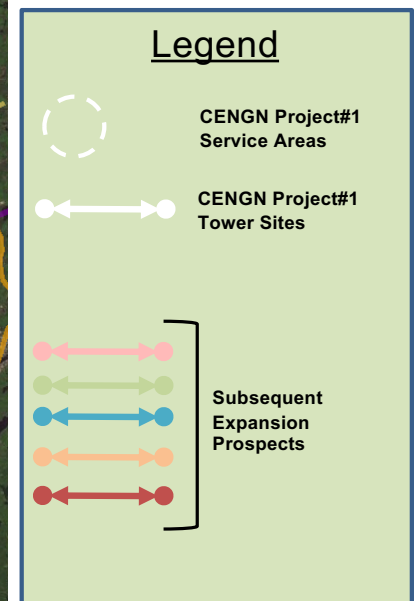 Legend
CENGN Project#1
Service Areas
CENGN Project#1
Tower Sites
Subsequent
Expansion
Prospects